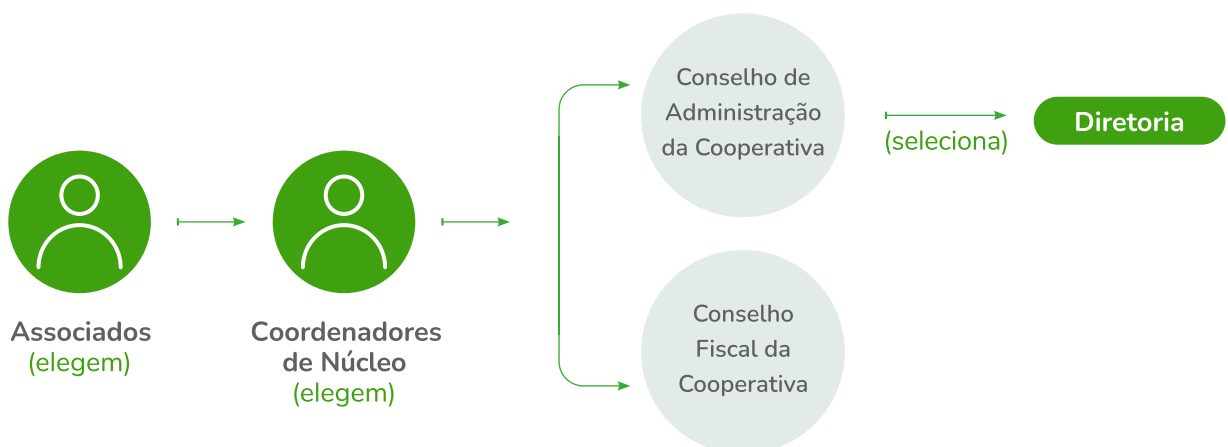 Associados
(elegem)
Coordenadores
de Núcleo
(elegem)
Conselho de
Administração
da Cooperativa
(seleciona)
Diretoria
Conselho
Fiscal da
Cooperativa